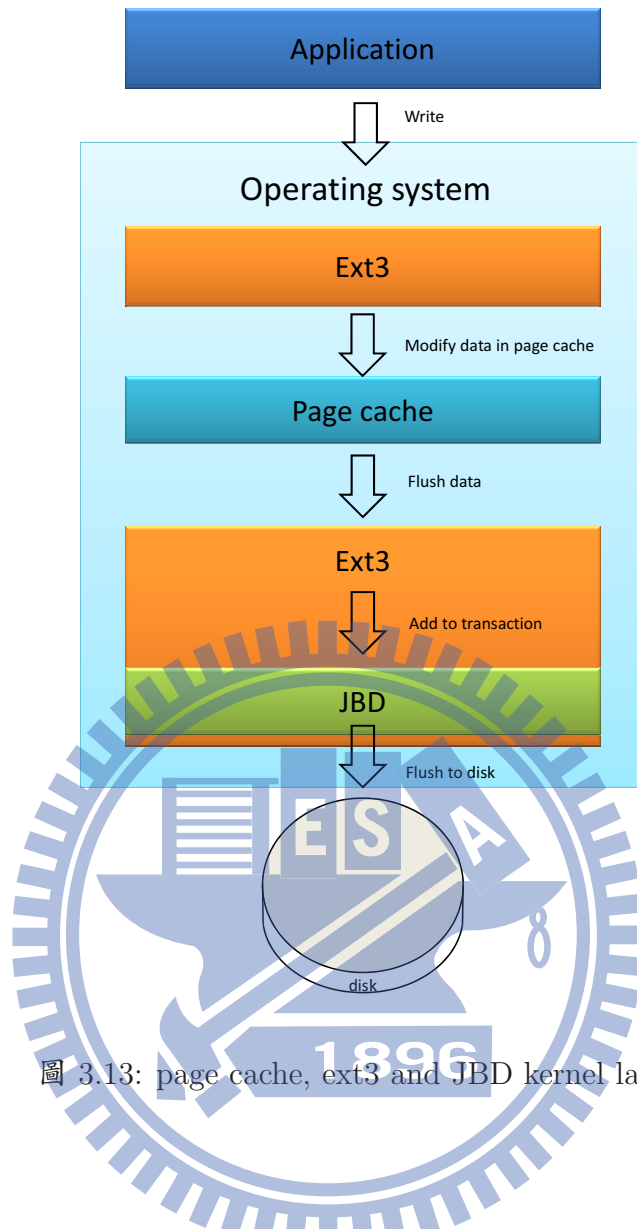 Application
Write
Operating system
Ext3
Modify data in page cache
Page cache
Flush data
Ext3
Add to transaction
JBD
Flush to disk
E S A
8
disk
1896
圖 3.13: page cache, ext3 and JBD kernel la